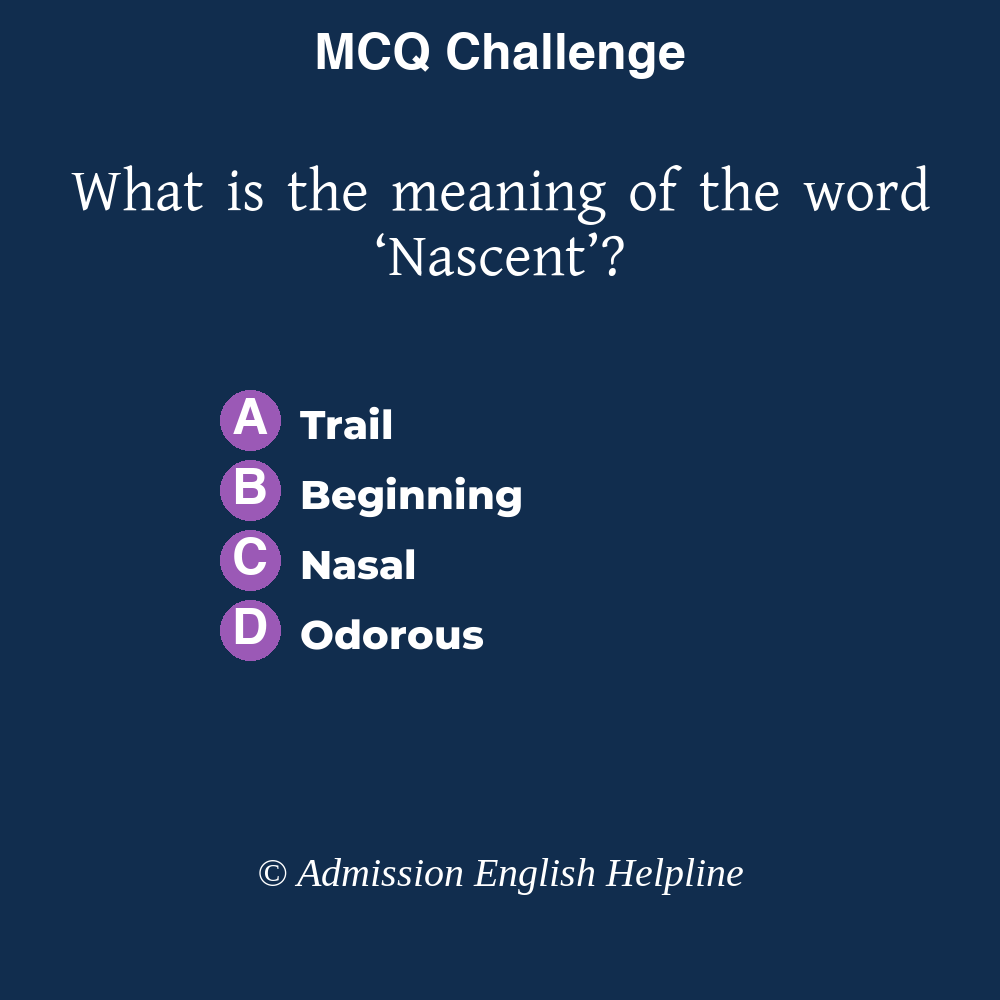 MCQ Challenge
What is the meaning of the word
‘Nascent’?
A Trail
B Beginning
C Nasal
D Odorous
© Admission English Helpline